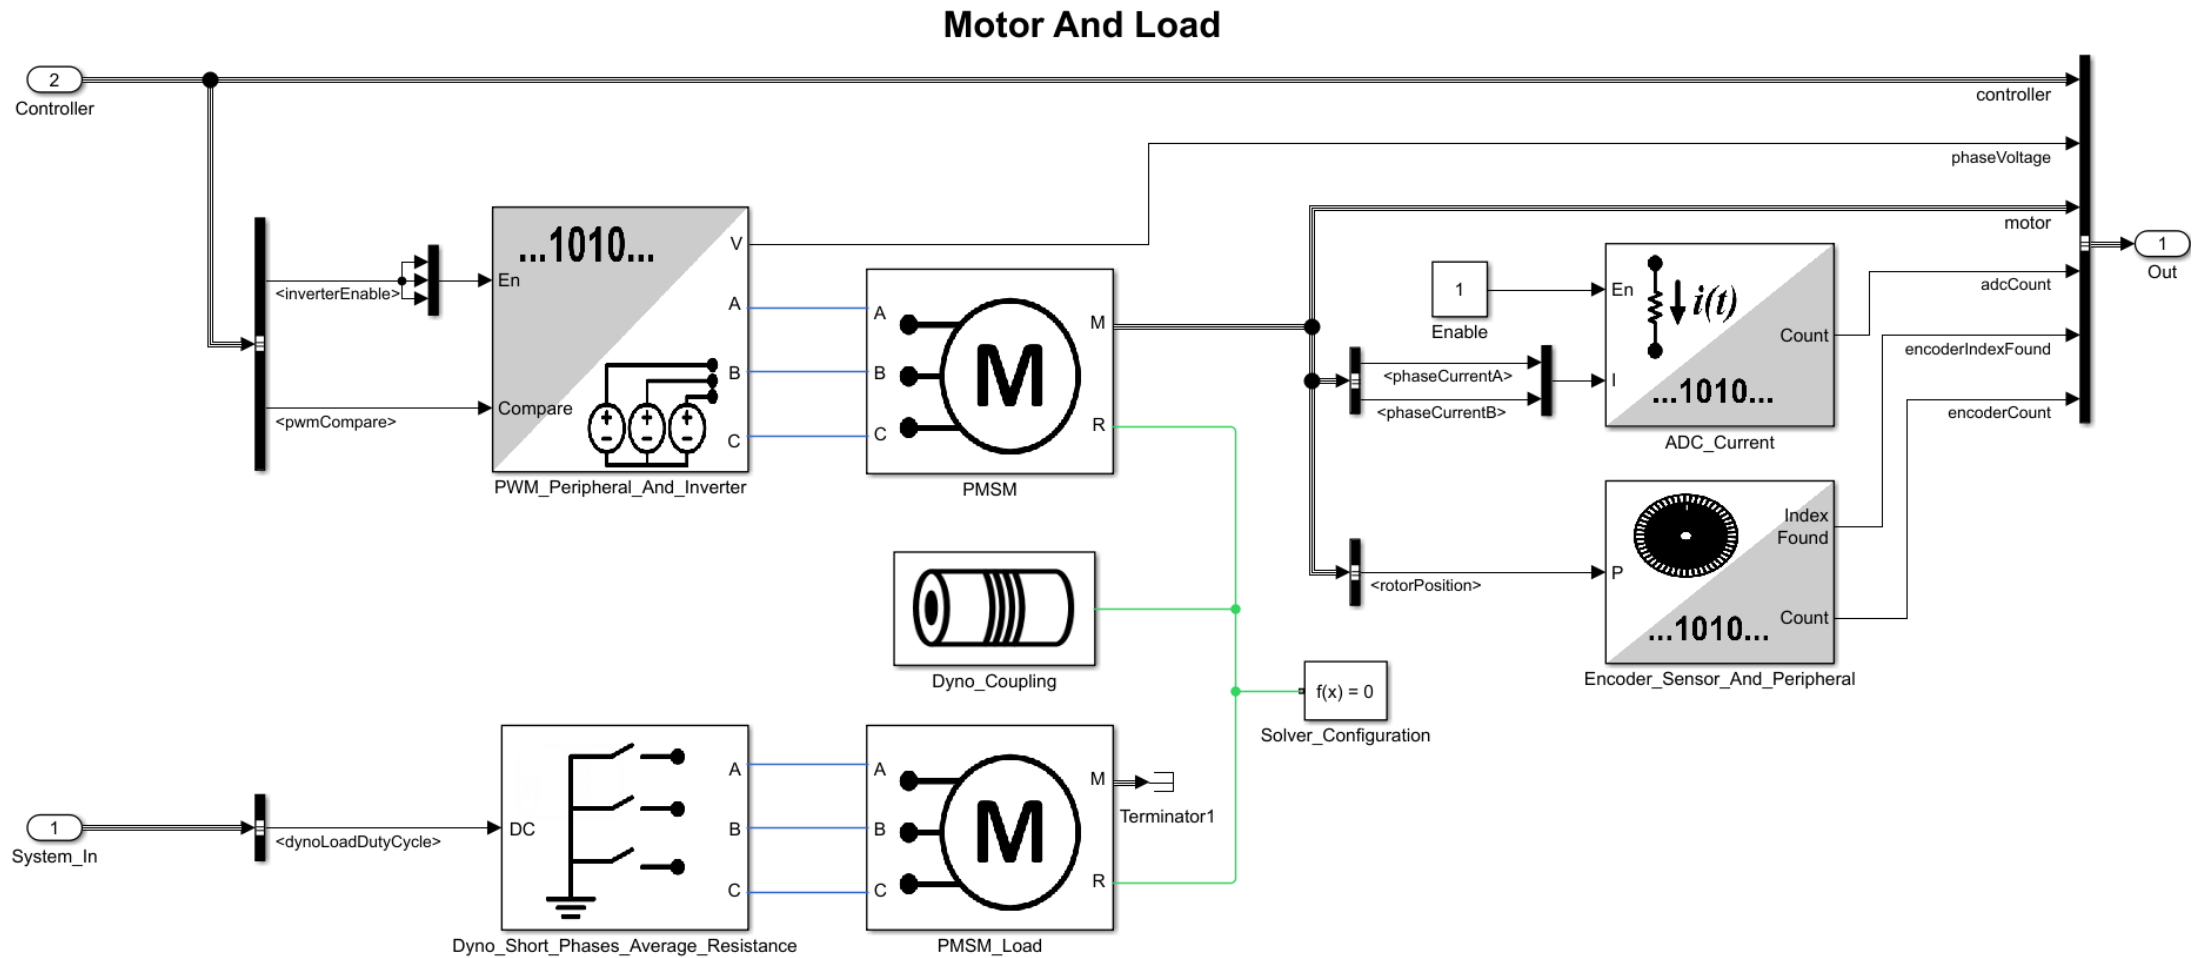 Motor And Load
2
Controller
controller
phaseVoltage
motor
1
Out
adcCount
encoderIndexFound
encoderCount
<inverterEnable>
<pwmCompare>
...1010...
En
Compare
V
A
B
C
PWM_Peripheral_And_Inverter
A
B
C
M
M
R
PMSM
1
Enable
<phaseCurrentA>
<phaseCurrentB>
En
I
i(t)
Count
...1010...
ADC_Current
<rotorPosition>
P
Index
Found
Count
...1010...
Encoder_Sensor_And_Peripheral
Dyno_Coupling
f(x) = 0
Solver_Configuration
1
System_In
<dynoLoadDutyCycle>
DC
A
B
C
Dyno_Short_Phases_Average_Resistance
A
B
C
M
M
R
PMSM_Load
Terminator1